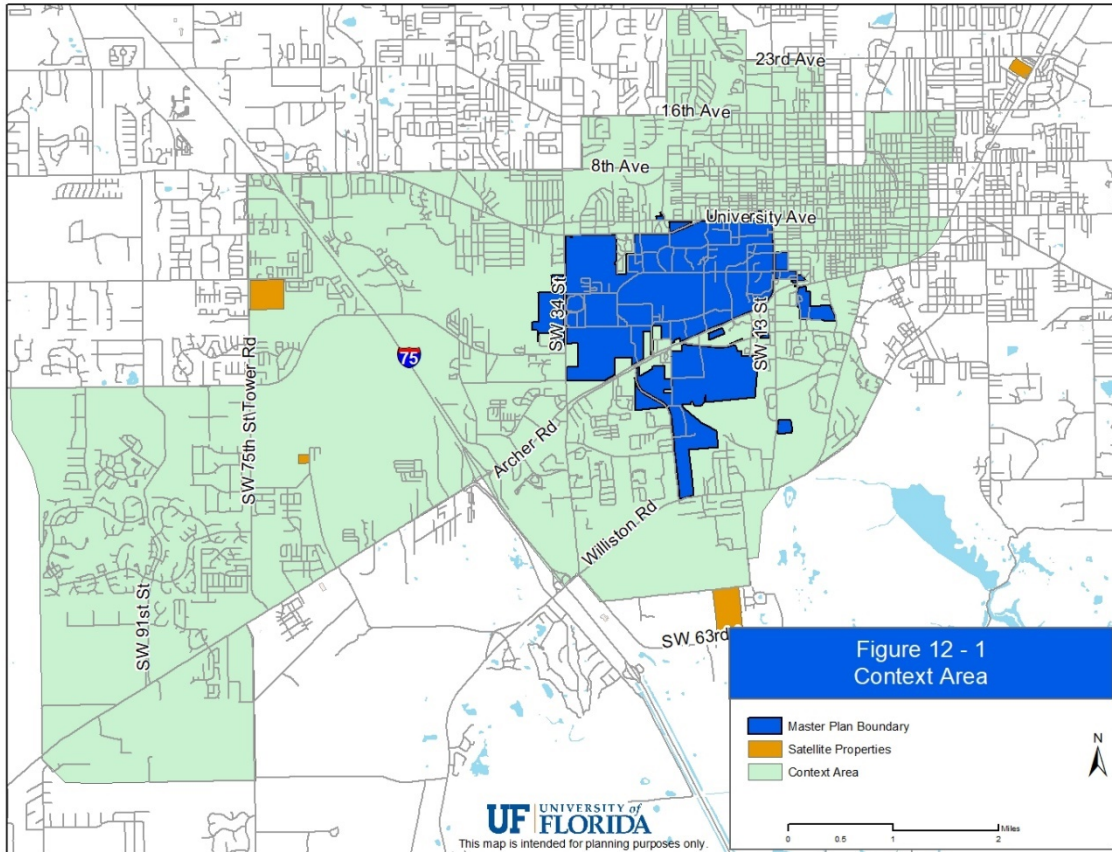 23rd Ave
16th Ave
8th Ave
University Ave
SW 34 St
SW 13 St
75
SW 75th St\Tower Rd
Archer Rd
Williston Rd
SW 91st St
SW 63rd
Figure 12 - 1
Context Area
Master Plan Boundary
Satellite Properties
Context Area
N
0 0.5 1 2 Miles
UF UNIVERSITY of
FLORIDA
This map is intended for planning purposes only.